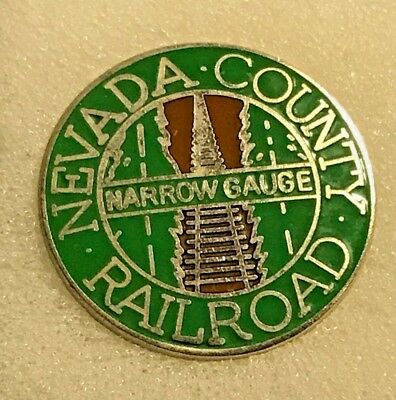 NEVADA · COUNTY ·
NARROW GAUGE
RAILROAD ·